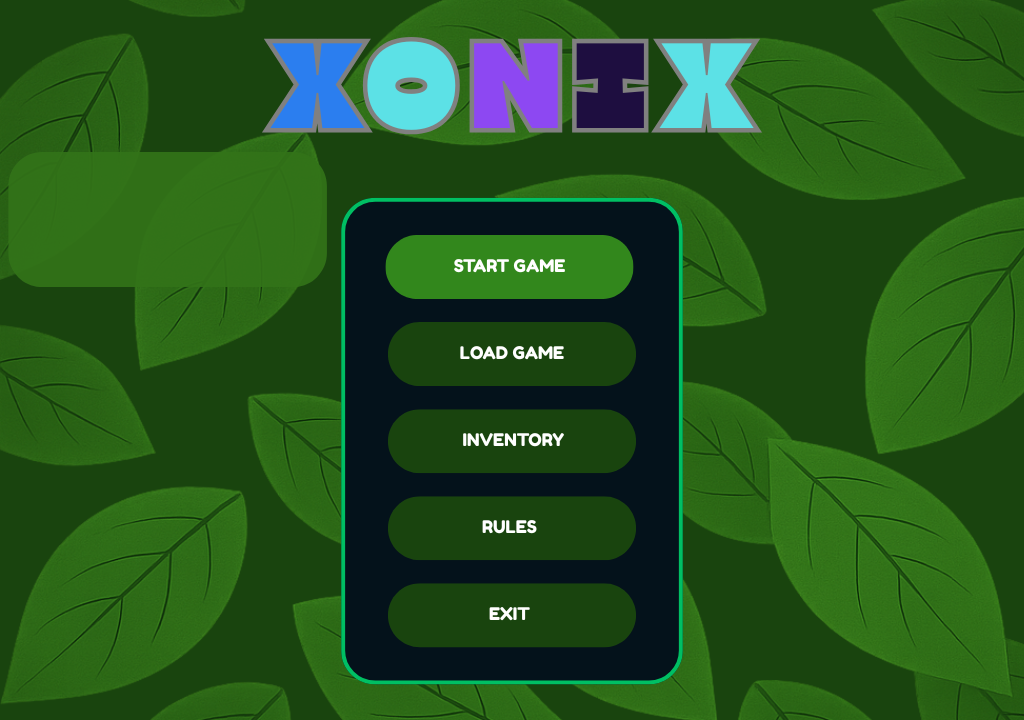 XONIX
START GAME
LOAD GAME
INVENTORY
RULES
EXIT